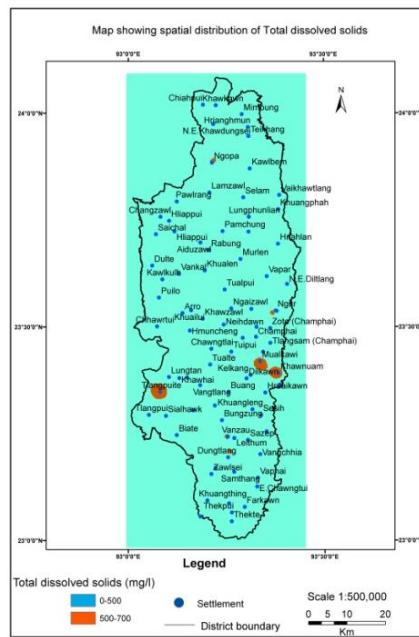 Map showing spatial distribution of Total dissolved solids
93°0'0" 93°30'0"
N
24°0'0" 24°0'0"
Chiahpui Khawkawn
Mimbung
Hrianghmun
Teikhang
N.E.Khawdungsei
Ngopa
Kawlbem
Lamzawl
Vaikhawtlang
Pawlrang Selam
Khuangphah
Changzawl Lungphunlian
Hliappui
Saichal Pamchung
Hliappui Rabung Hnahlan
Aiduzawl
Murlen
Dulte Khualen
Vankal Vapar
Kawlkulh N.E.Diltlang
Tualpui
Puilo
Ngaizawl
Arro Ngur
Khuailui Khawzawl
Zote (Champhai)
23°30'0" Chhawrtui Neihdawn 23°30'0"
Hmuncheng Champhai
Tlangsam (Champhai)
Chawngtlai Tuipui
Mualkawi
Tualte
Khawnuam
Kelkang Dilkawn
Lungtan
Khawhai
Tlangpuite Vangtlang Buang Hruaikawn
Khuangleng
Tlangpui Sialhawk Sesih
Bungzung
Vanzau Sazep
Biate Leithum
Dungtlang Vangchhia
Zawlsei
Vaphai
Samthang
E.Chawngtui
Khuangthing
Farkawn
Thekpui
Thekte
23°0'0" 23°0'0"
Legend
93°0'0" 93°30'0"
Total dissolved solids (mg/l)
0-500
500-700
Settlement
District boundary
Scale 1:500,000
0 10 20
Km